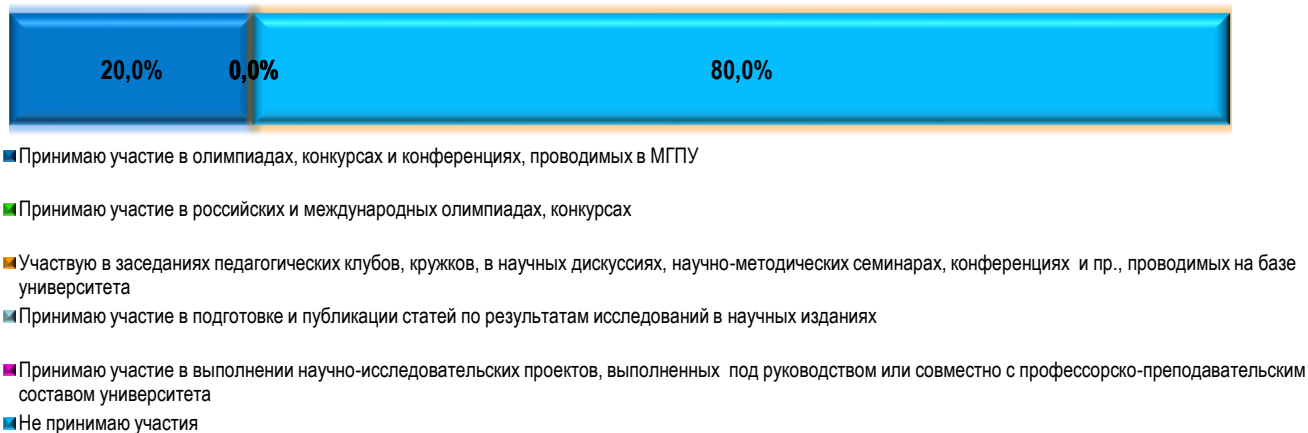 20,0% 0,0% 80,0%
Принимаю участие в олимпиадах, конкурсах и конференциях, проводимых в МГПУ
Принимаю участие в российских и международных олимпиадах, конкурсах
Участвую в заседаниях педагогических клубов, кружков, в научных дискуссиях, научно-методических семинарах, конференциях и пр., проводимых на базе
университета
Принимаю участие в подготовке и публикации статей по результатам исследований в научных изданиях
Принимаю участие в выполнении научно-исследовательских проектов, выполненных под руководством или совместно с профессорско-преподавательским
составом университета
Не принимаю участия